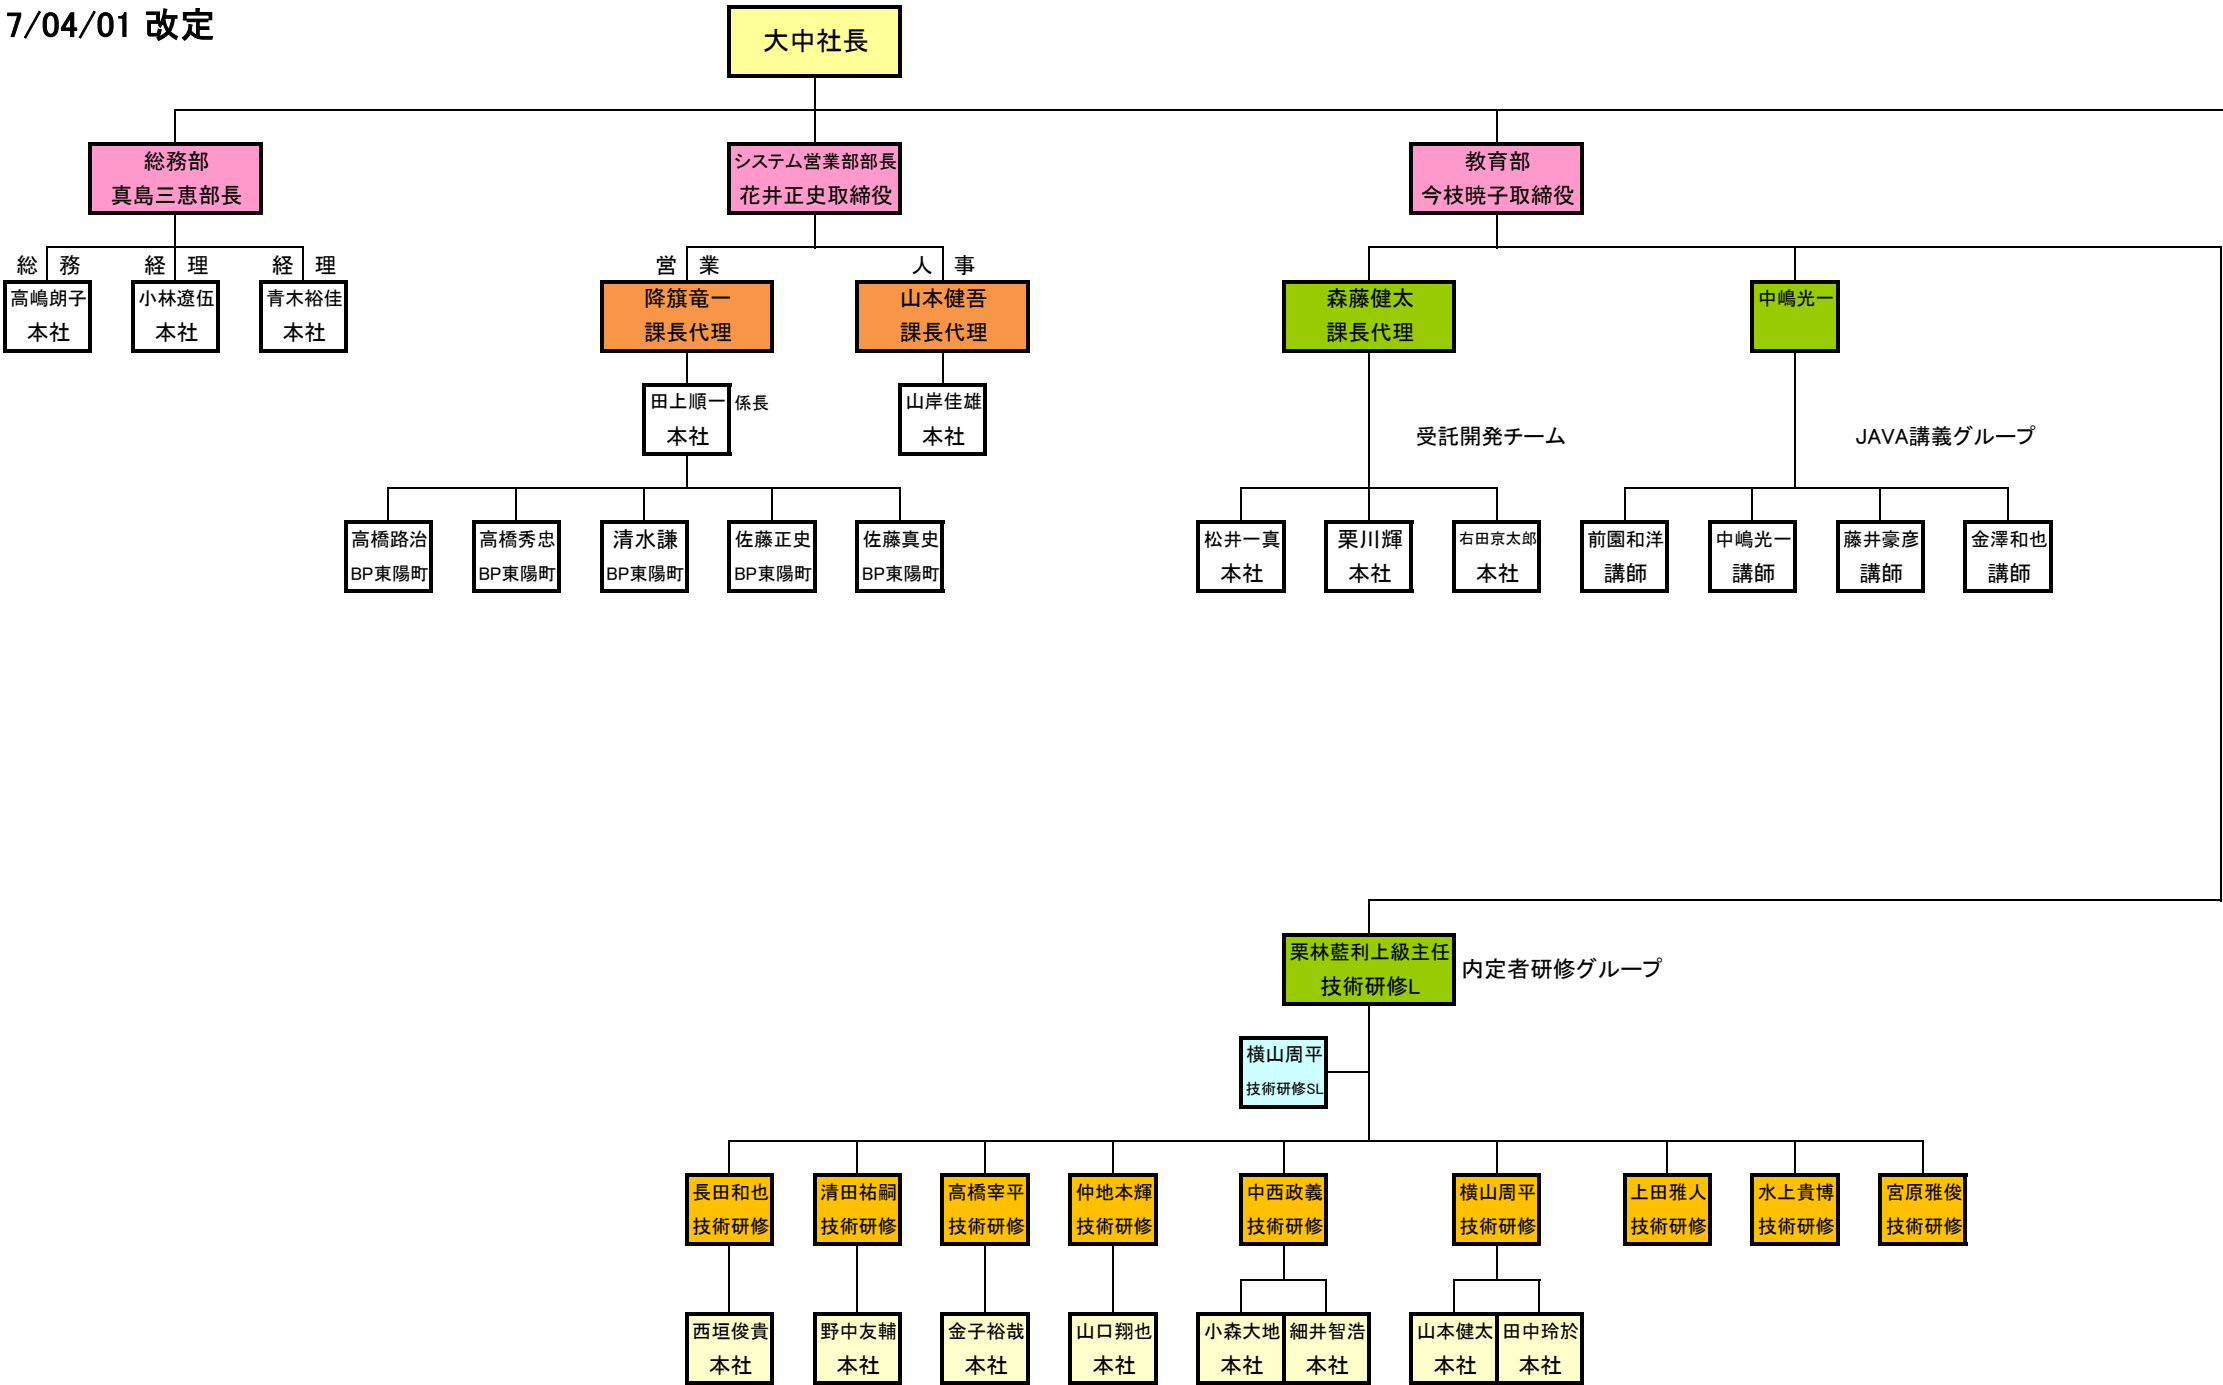 7/04/01 改定
大中社長
総務部
真島三恵部長
システム営業部部長
花井正史取締役
教育部
今枝暁子取締役
総 務
経 理
経 理
高嶋朗子
本社
小林遼伍
本社
青木裕佳
本社
営 業
人 事
降籏竜一
課長代理
山本健吾
課長代理
森藤健太
課長代理
中嶋光一
田上順一
本社
係長
山岸佳雄
本社
受託開発チーム
JAVA講義グループ
高橋路治
BP東陽町
高橋秀忠
BP東陽町
清水謙
BP東陽町
佐藤正史
BP東陽町
佐藤真史
BP東陽町
松井一真
本社
栗川輝
本社
右田京太郎
本社
前園和洋
講師
中嶋光一
講師
藤井豪彦
講師
金澤和也
講師
栗林藍利上級主任
技術研修L
内定者研修グループ
横山周平
技術研修SL
長田和也
技術研修
清田祐嗣
技術研修
高橋宰平
技術研修
仲地本輝
技術研修
中西政義
技術研修
横山周平
技術研修
上田雅人
技術研修
水上貴博
技術研修
宮原雅俊
技術研修
西垣俊貴
本社
野中友輔
本社
金子裕哉
本社
山口翔也
本社
小森大地
本社
細井智浩
本社
山本健太
本社
田中玲於
本社